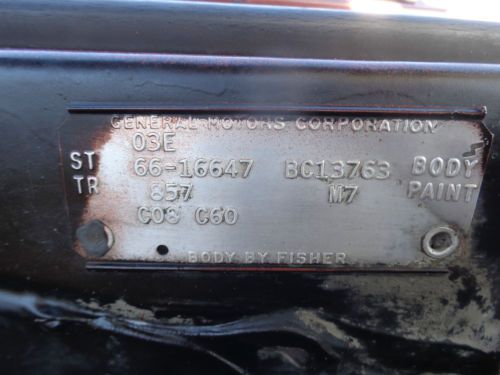 GENERAL MOTORS CORPORATION
03E
ST 66-16647 BC13763 BODY
TR 857 M7 PAINT
C08 C60
BODY BY FISHER